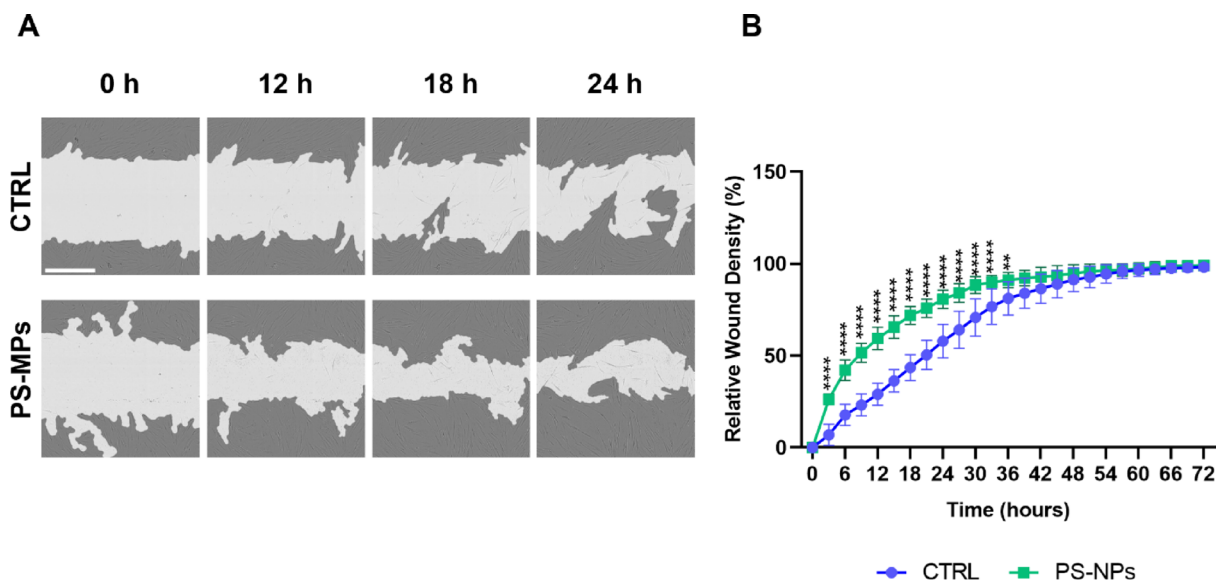 A
B
0 h
12 h
18 h
24 h
CTRL
PS-MPs
Relative Wound Density (%)
150
100
50
0
****
****
****
****
****
****
****
****
****
****
****
**
0
6
12
18
24
30
36
42
48
54
60
66
72
Time (hours)
CTRL
PS-NPs